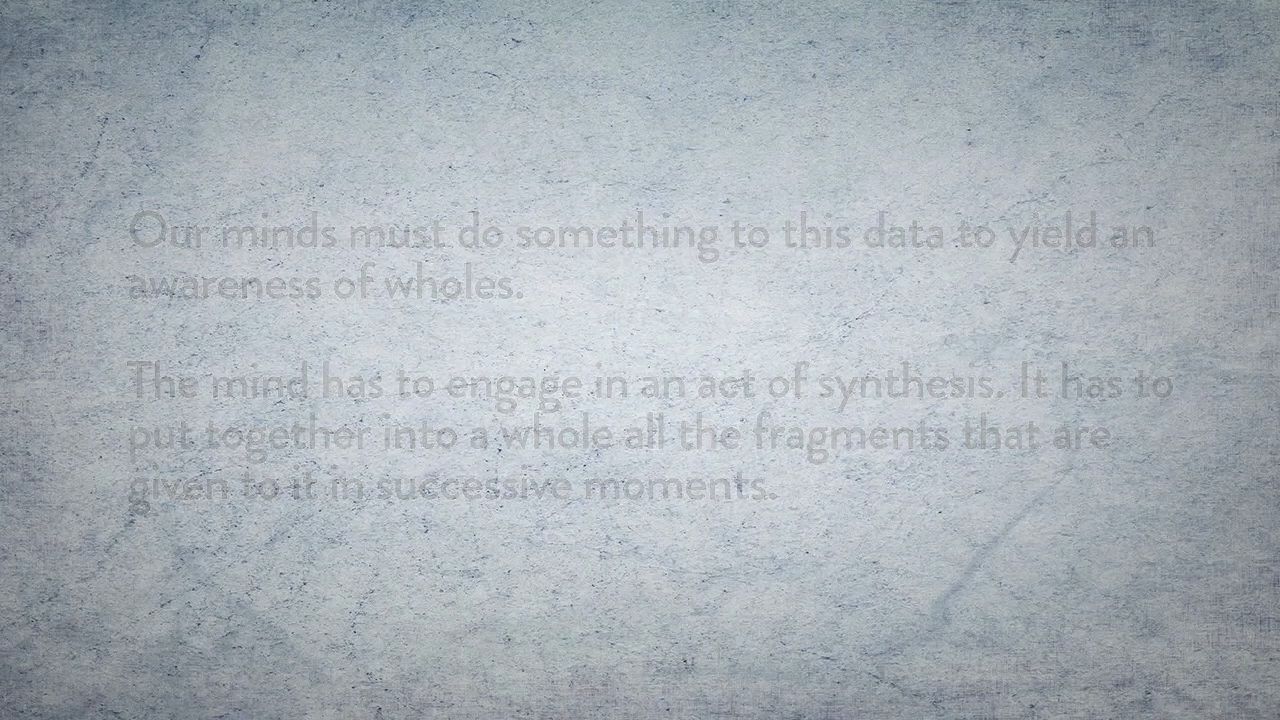 Our minds must do something to this data to yield an
awareness of wholes.
The mind has to engage in an act of synthesis. It has to
put together into a whole all the fragments that are
given to it in successive moments.